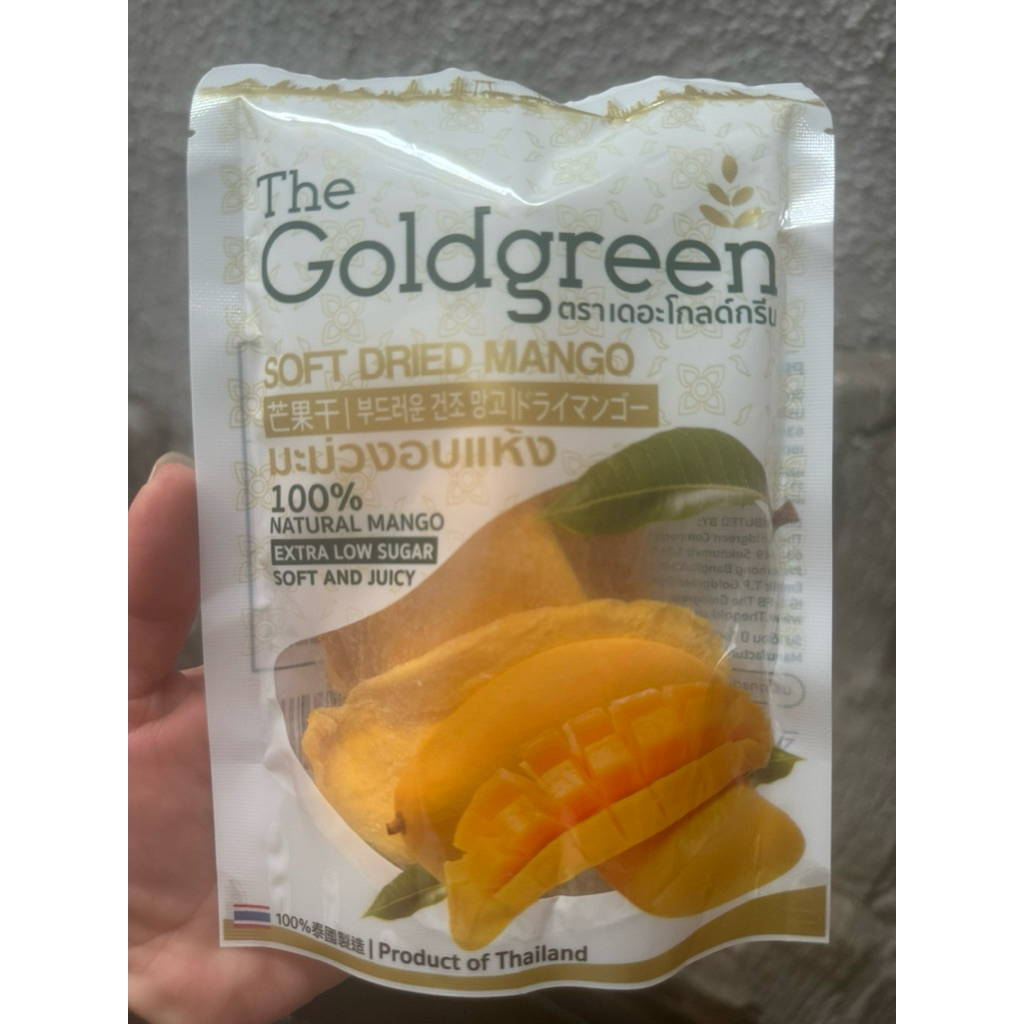 The
Goldgreen
ตราเดอะโกลด์กรีน
SOFT DRIED MANGO
芒果干 | 부드러운 건조 망고 | ドライマンゴー
มะม่วงอบแห้ง
100%
NATURAL MANGO
EXTRA LOW SUGAR
SOFT AND JUICY
100%泰國製造 | Product of Thailand